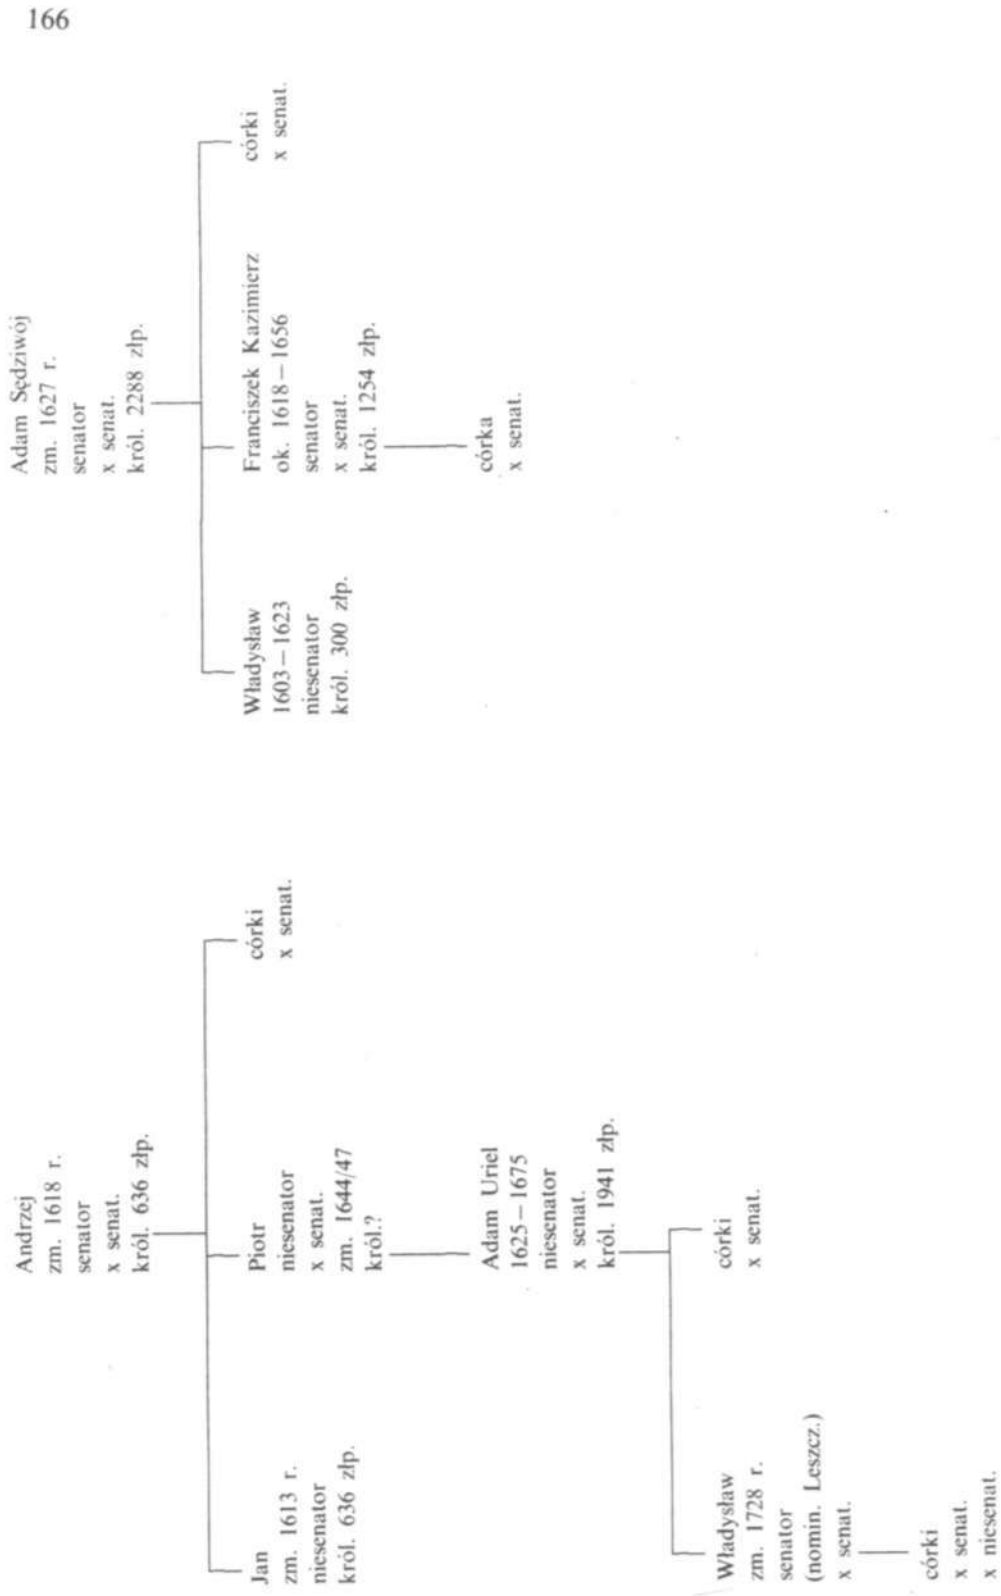 166
Andrzej
zm. 1618 r.
senator
x senat.
król. 636 złp.
Jan
zm. 1613 r.
niesenator
król. 636 złp.
Piotr
niesenator
x senat.
zm. 1644/47
król.?
córki
x senat.
Adam Uriel
1625–1675
niesenator
x senat.
król. 1941 złp.
Władysław
zm. 1728 r.
senator
(nomin. Leszcz.)
x senat.
córki
x senat.
córki
x senat.
x niesenat.
Adam Sędziwój
zm. 1627 r.
senator
x senat.
król. 2288 złp.
Władysław
1603–1623
niesenator
król. 300 złp.
Franciszek Kazimierz
ok. 1618–1656
senator
x senat.
król. 1254 złp.
córki
x senat.
córka
x senat.